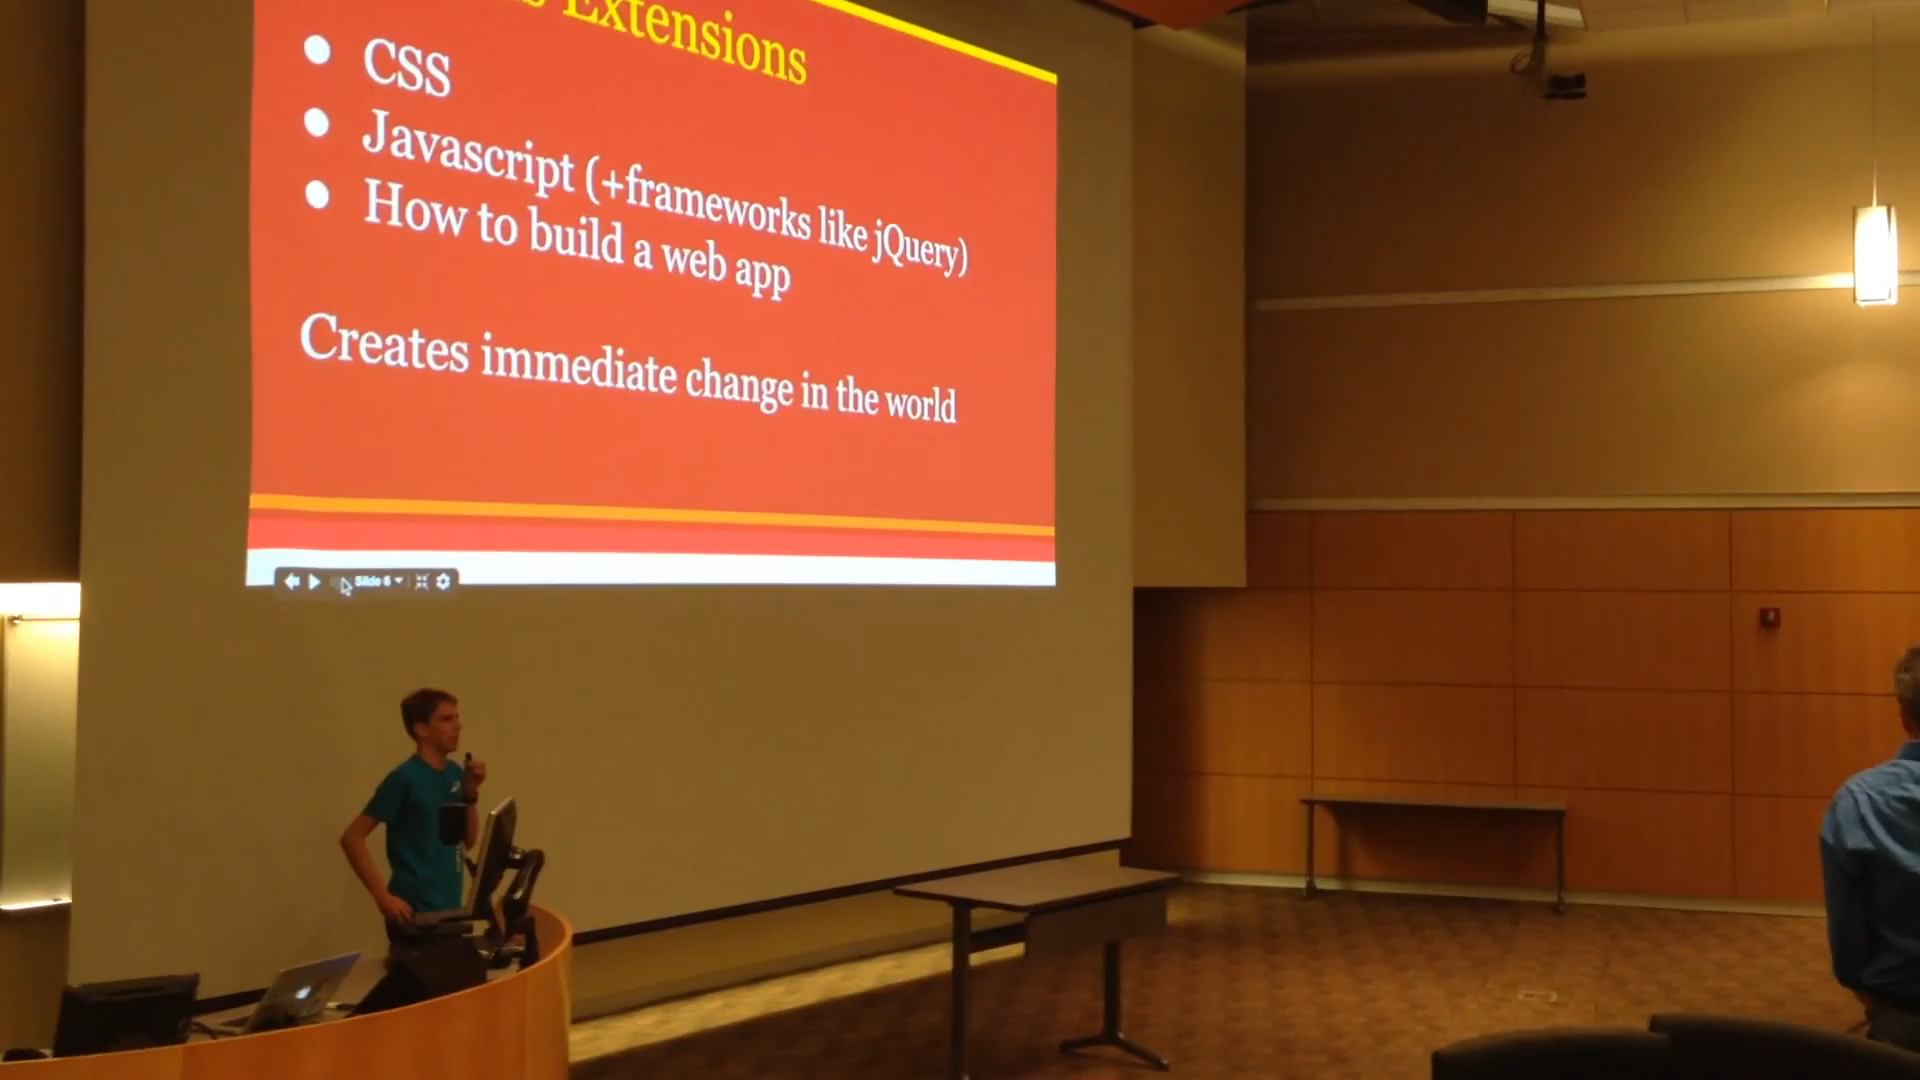 Extensions
CSS
Javascript (+frameworks like jQuery)
How to build a web app
Creates immediate change in the world
Slide 6